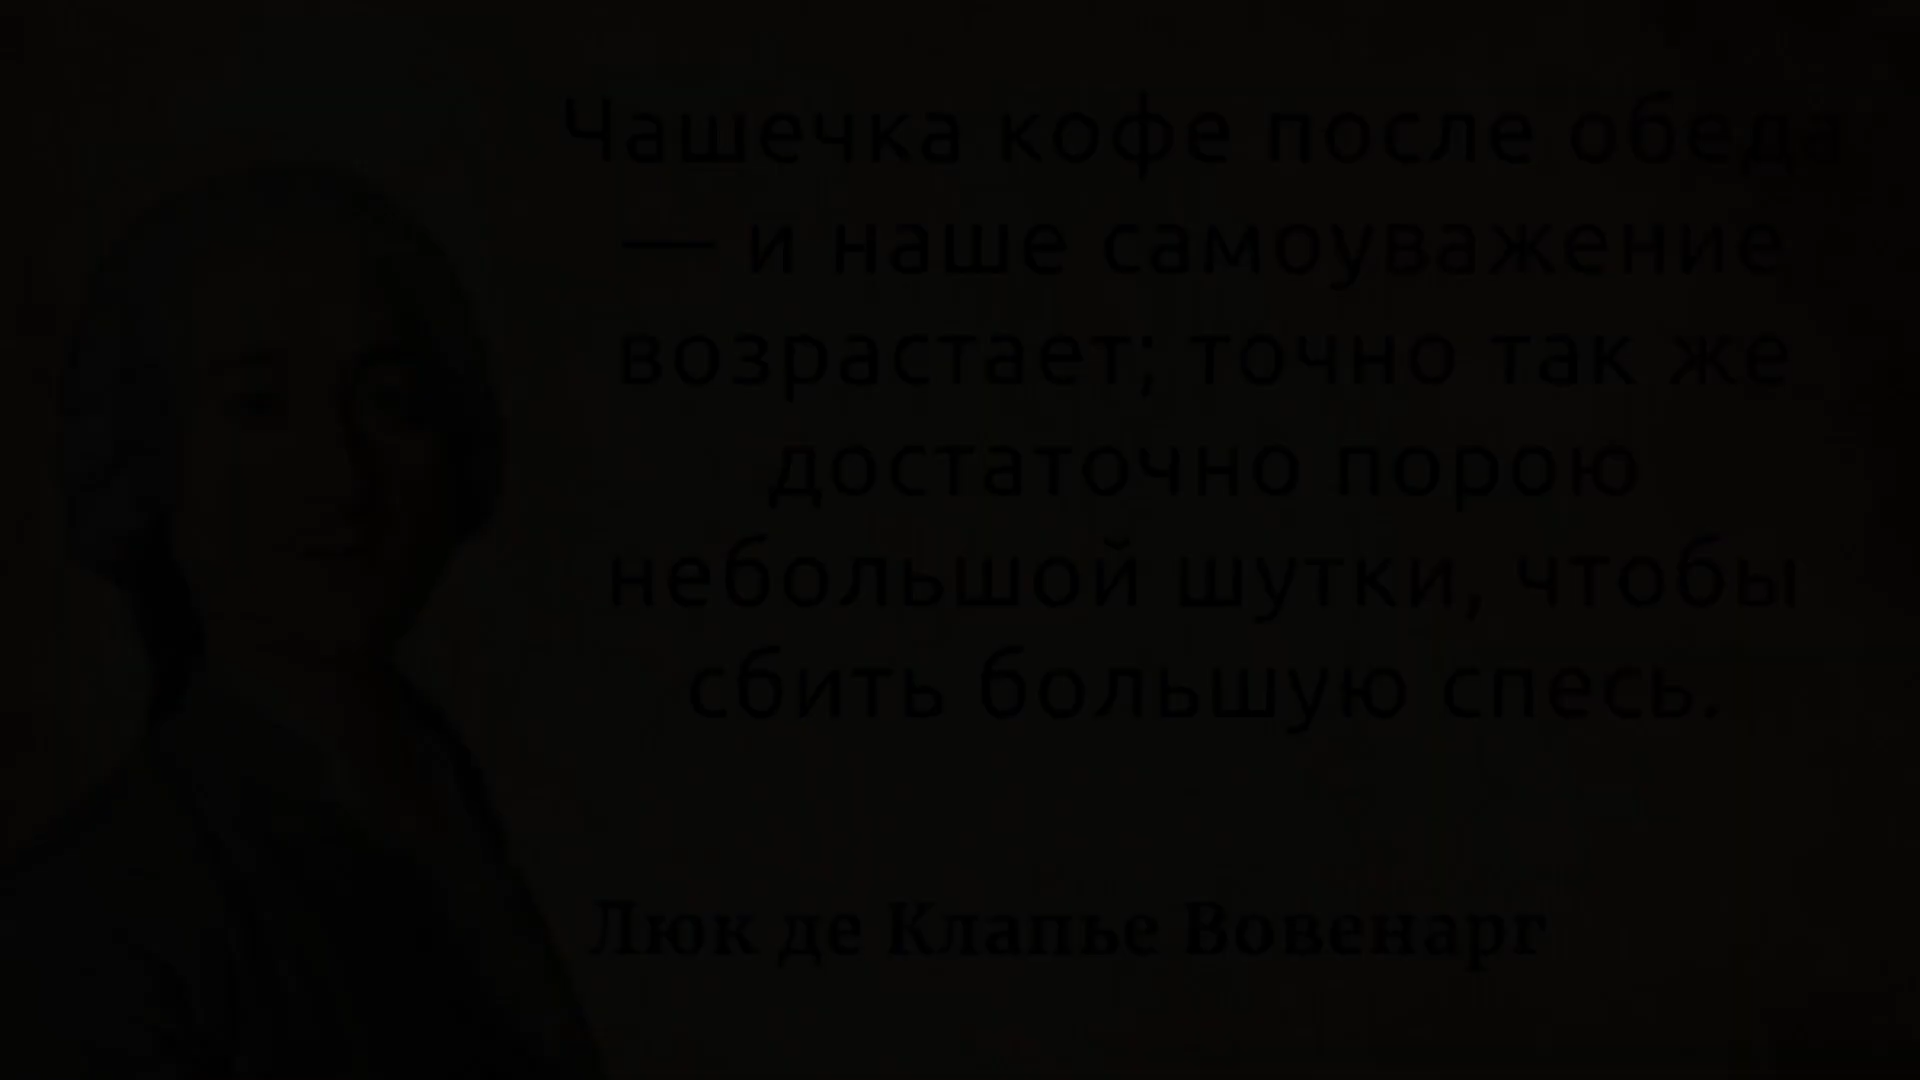 Чашечка кофе после обеда
— и наше самоуважение
возрастает; точно так же
достаточно порою
небольшой шутки, чтобы
сбить большую спесь.
Люк де Клапье Вовенарг